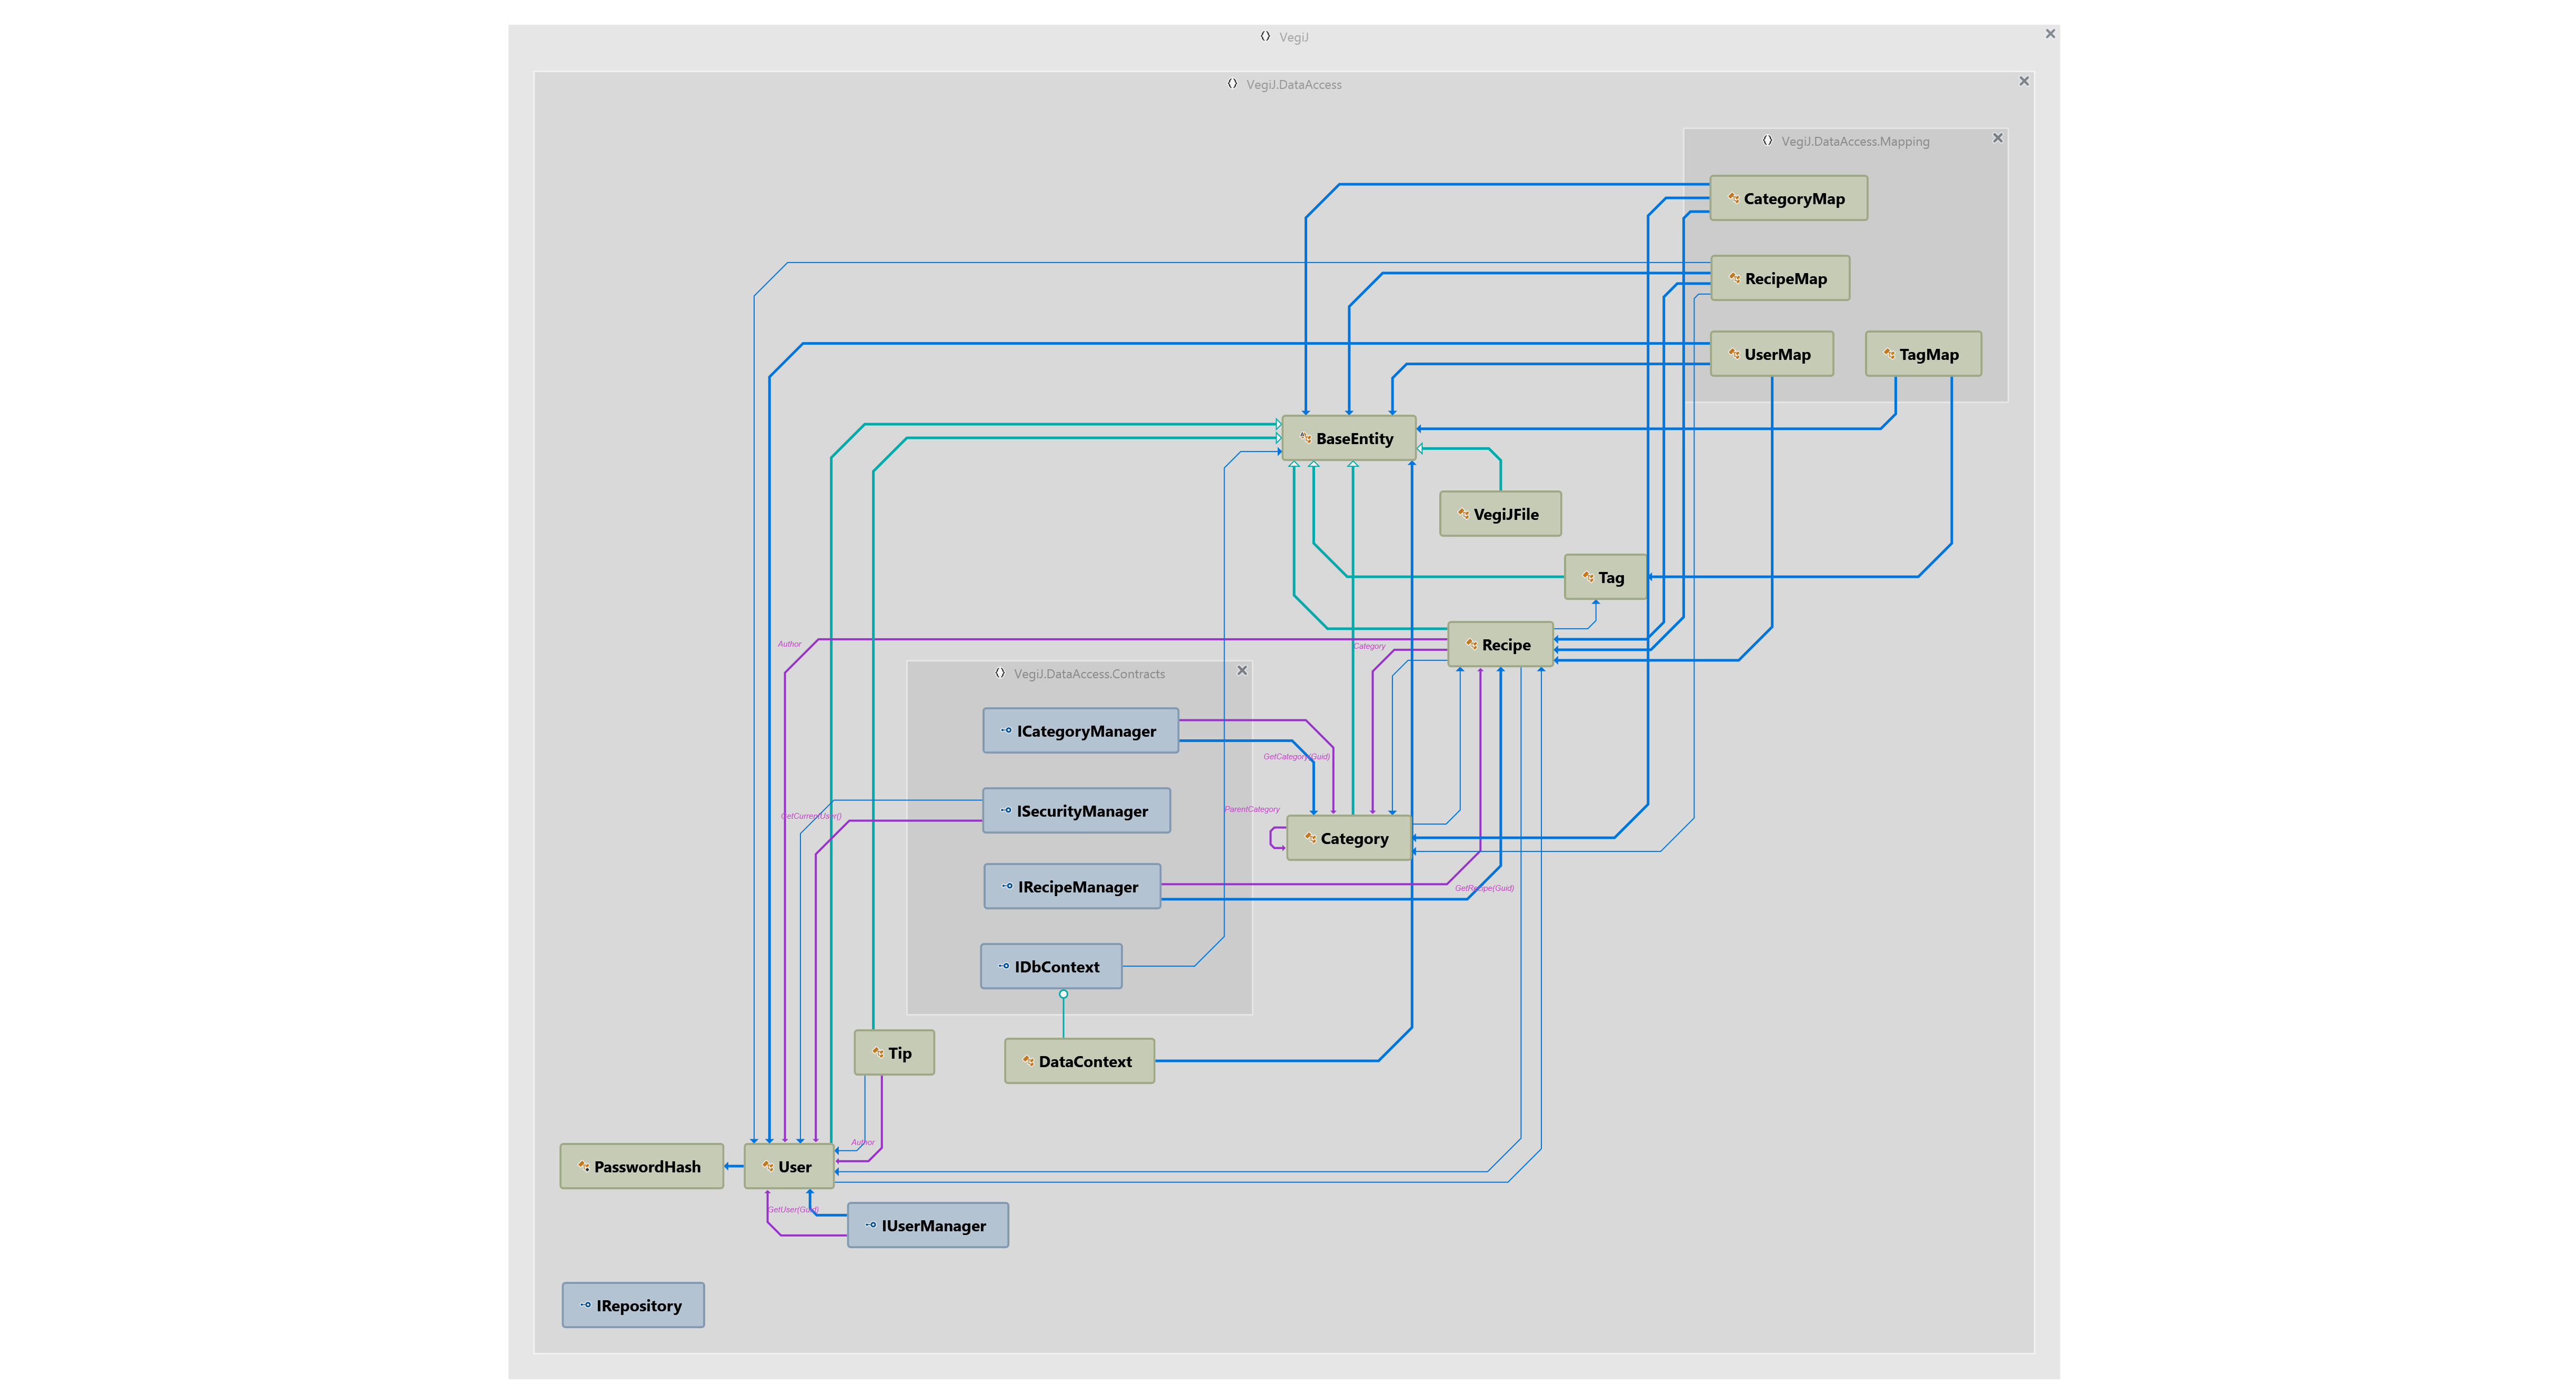 VegiJ
VegiJ.DataAccess
VegiJ.DataAccess.Mapping
CategoryMap
RecipeMap
UserMap
TagMap
BaseEntity
VegiJFile
Tag
Recipe
Author
Category
VegiJ.DataAccess.Contracts
ICategoryManager
GetCategory(Guid)
ISecurityManager
ParentCategory
GetCurrentUser()
Category
IRecipeManager
GetRecipe(Guid)
IDbContext
Tip
DataContext
Author
PasswordHash
User
GetUser(Guid)
IUserManager
IRepository